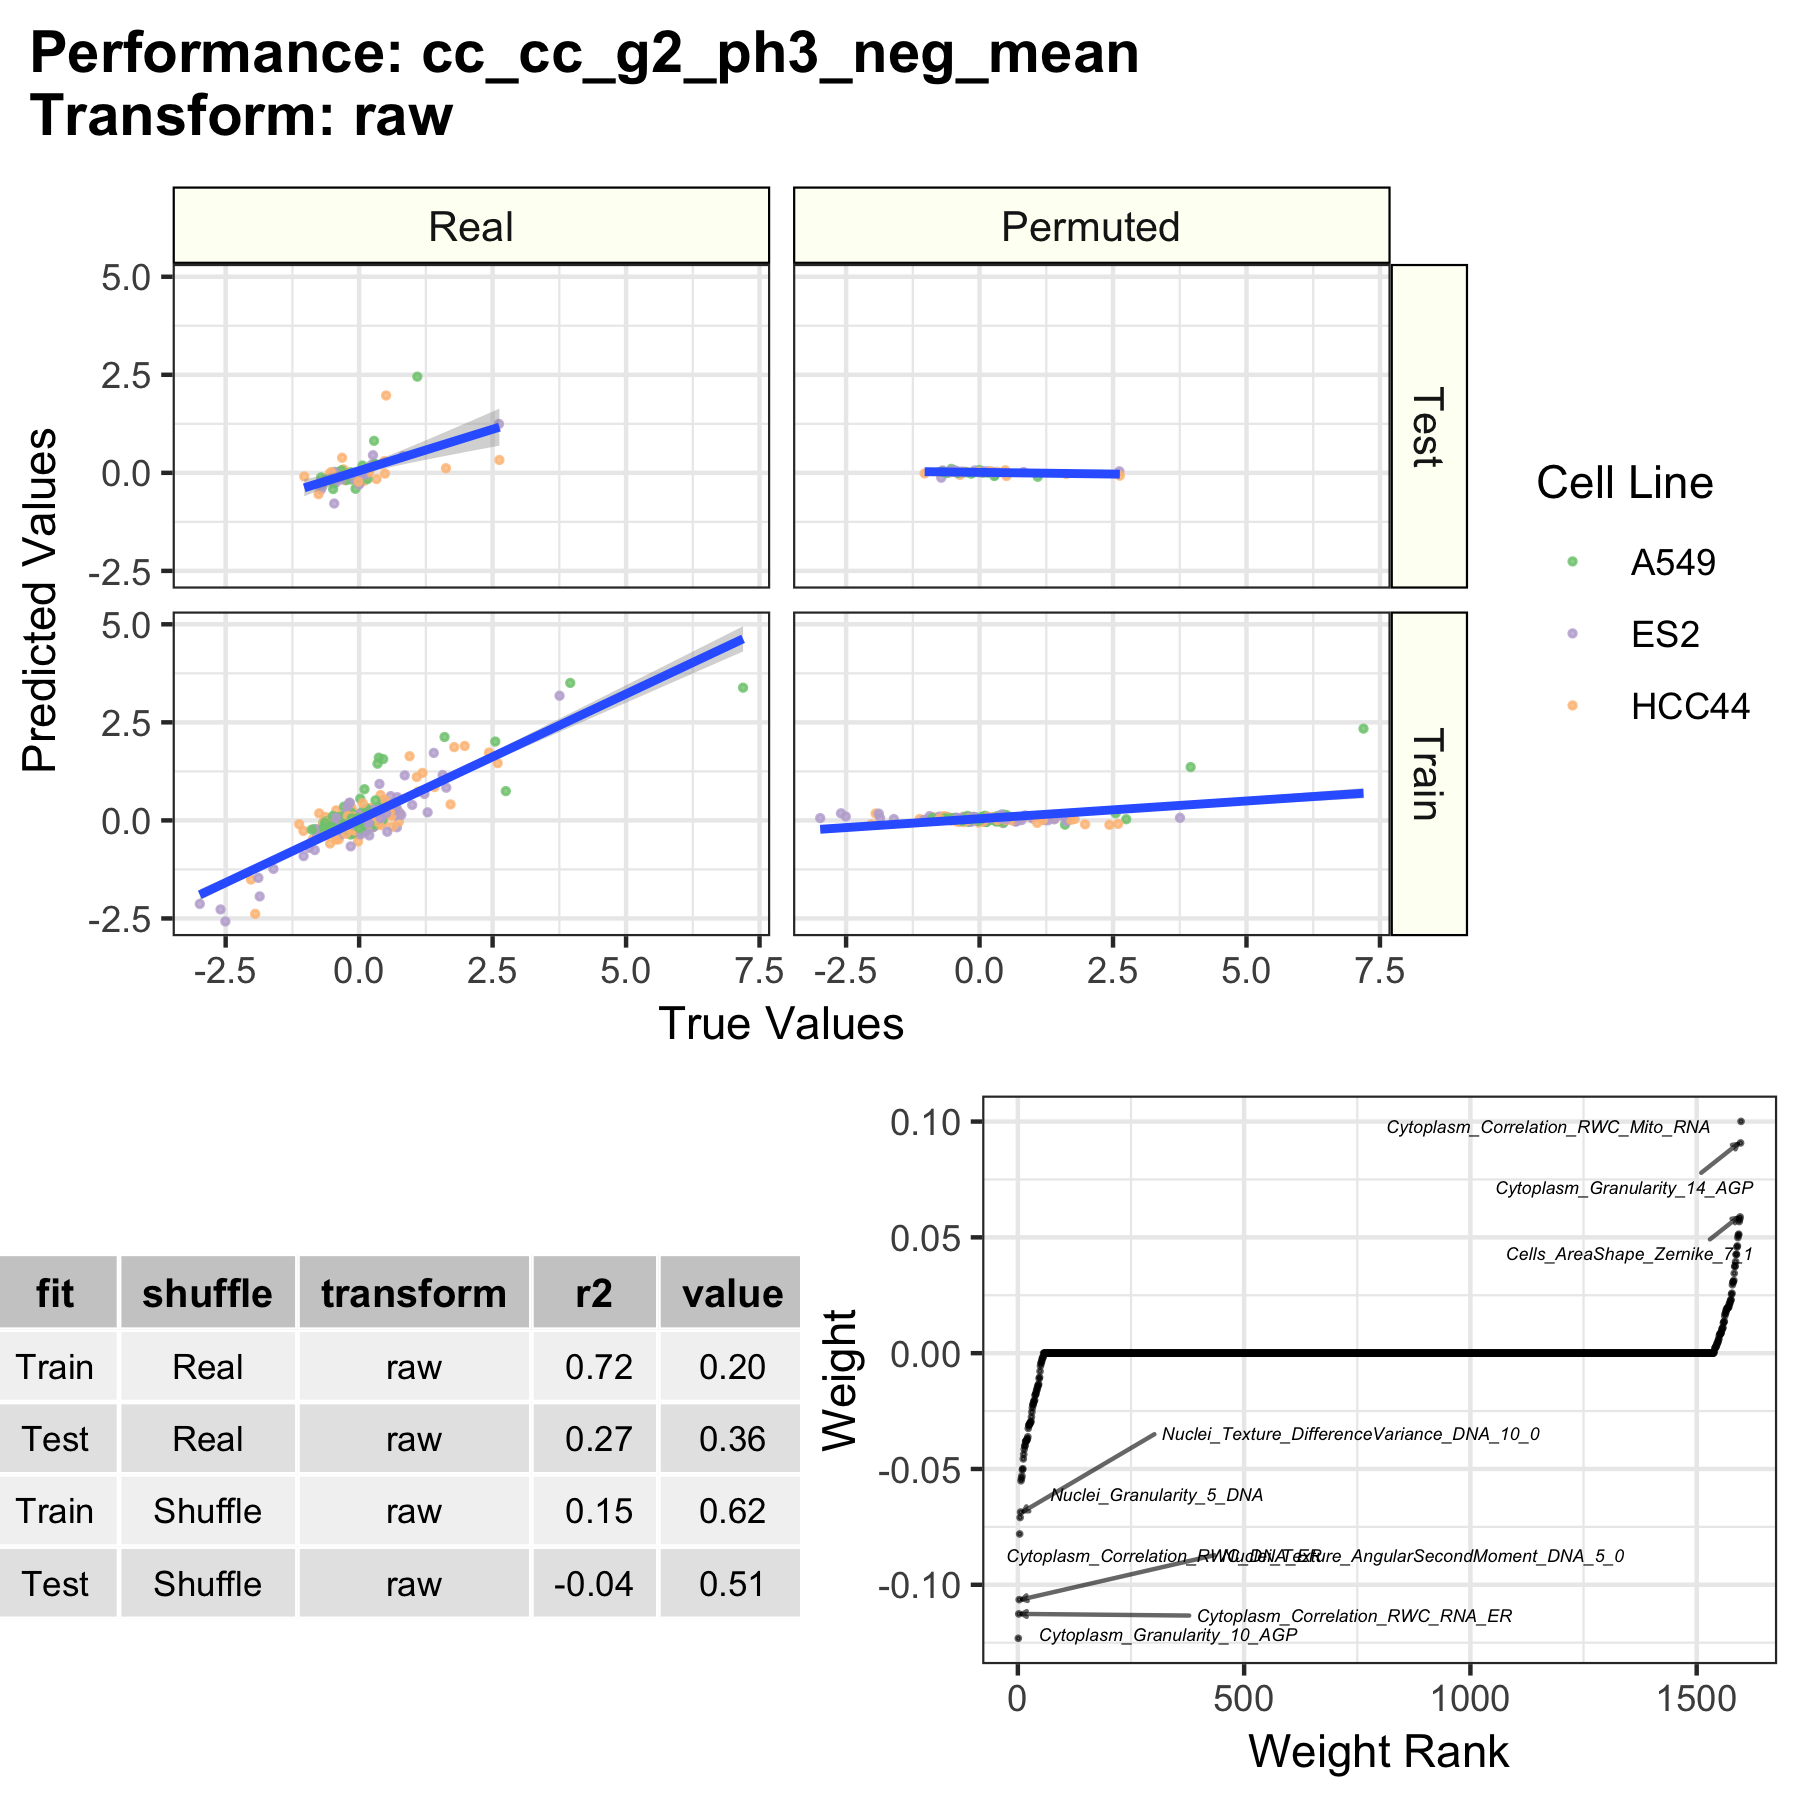 Performance: cc_cc_g2_ph3_neg_mean
Transform: raw
Real
Permuted
5.0
2.5
0.0
-2.5
Test
5.0
2.5
0.0
-2.5
Train
Predicted Values
-2.5 0.0 2.5 5.0 7.5
-2.5 0.0 2.5 5.0 7.5
True Values
Cell Line
A549
ES2
HCC44
fit shuffle transform r2 value
Train Real raw 0.72 0.20
Test Real raw 0.27 0.36
Train Shuffle raw 0.15 0.62
Test Shuffle raw -0.04 0.51
Weight
0.10
0.05
0.00
-0.05
-0.10
Cytoplasm_Correlation_RWC_Mito_RNA
Cytoplasm_Granularity_14_AGP
Cells_AreaShape_Zernike_7_1
Nuclei_Texture_DifferenceVariance_DNA_10_0
Nuclei_Granularity_5_DNA
Cytoplasm_Correlation_RWC_DNA_ER
Nuclei_Texture_AngularSecondMoment_DNA_5_0
Cytoplasm_Correlation_RWC_RNA_ER
Cytoplasm_Granularity_10_AGP
0 500 1000 1500
Weight Rank